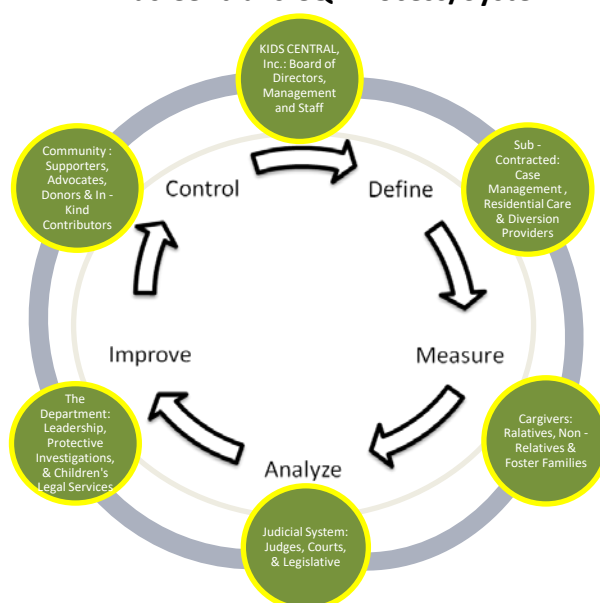 KIDS CENTRAL,
Inc.: Board of
Directors,
Management
and Staff
Community :
Supporters,
Advocates,
Donors & In -
Kind
Contributors
Sub -
Contracted:
Case
Management ,
Residential Care
& Diversion
Providers
Control
Define
Improve
Measure
Analyze
The
Department:
Leadership,
Protective
Investigations,
& Children's
Legal Services
Cargivers:
Ralatives, Non -
Relatives &
Foster Families
Judicial System:
Judges, Courts,
& Legislative